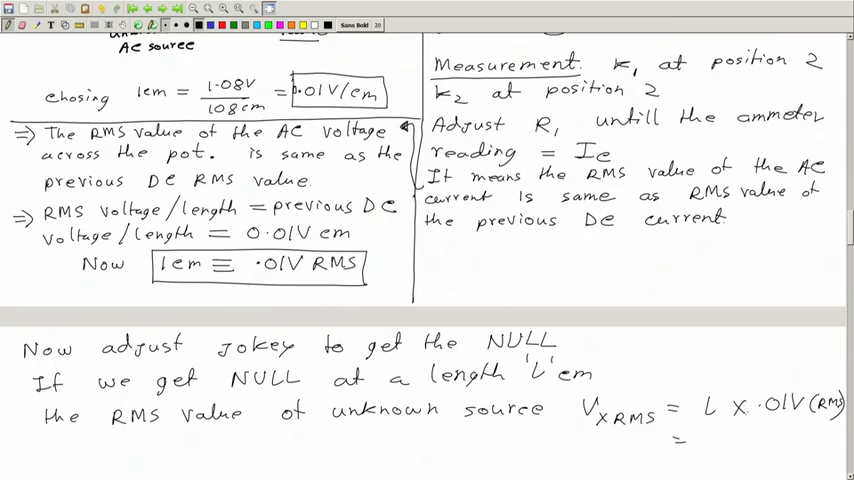 Sans Bold 20
AC source
chosing 1cm = 1.08V / 108cm = 0.01V/cm
⇒ The RMS value of the AC voltage
across the pot. is same as the
previous DC RMS value.
⇒ RMS voltage/length = previous DC
voltage/length = 0.01V cm
Now 1cm ≡ .01V RMS
Measurement: K1 at position 2
K2 at position 2
Adjust R, untill the ammeter
reading = Ic
It means the RMS value of the AC
current is same as RMS value of
the previous DC current.
Now adjust jokey to get the NULL
If we get NULL at a length 'L' cm
the RMS value of unknown source VXRMS = L X .01V (RMS)
=